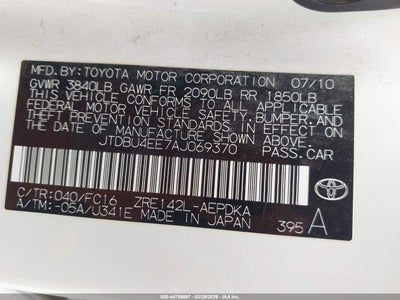 MFD.BY:TOYOTA MOTOR CORPORATION 07/10
GVWR 3840LB GAWR FR 2090LB RR 1850LB
THIS VEHICLE CONFORMS TO ALL APPLICABLE
FEDERAL MOTOR VEHICLE SAFETY, BUMPER, AND
THEFT PREVENTION STANDARDS IN EFFECT ON
THE DATE OF MANUFACTURE SHOWN ABOVE.
JTDBU4EE7AJ069370 PASS.CAR
C/TR:040/FC16 ZRE142L-AEPDKA
A/TM:-05A/U341E MADE IN JAPAN 395 A
TOYOTA